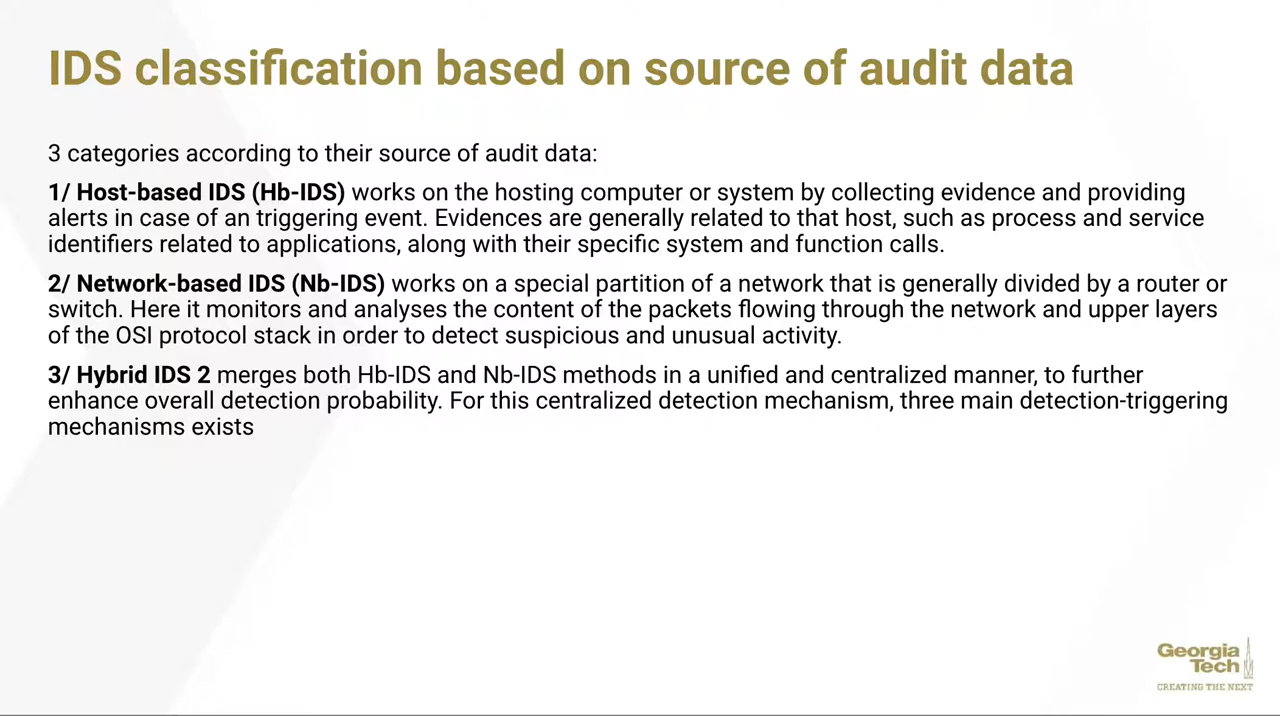 IDS classification based on source of audit data
3 categories according to their source of audit data:
1/ Host-based IDS (Hb-IDS) works on the hosting computer or system by collecting evidence and providing
alerts in case of an triggering event. Evidences are generally related to that host, such as process and service
identifiers related to applications, along with their specific system and function calls.
2/ Network-based IDS (Nb-IDS) works on a special partition of a network that is generally divided by a router or
switch. Here it monitors and analyses the content of the packets flowing through the network and upper layers
of the OSI protocol stack in order to detect suspicious and unusual activity.
3/ Hybrid IDS 2 merges both Hb-IDS and Nb-IDS methods in a unified and centralized manner, to further
enhance overall detection probability. For this centralized detection mechanism, three main detection-triggering
mechanisms exists
Georgia
Tech
CREATING THE NEXT